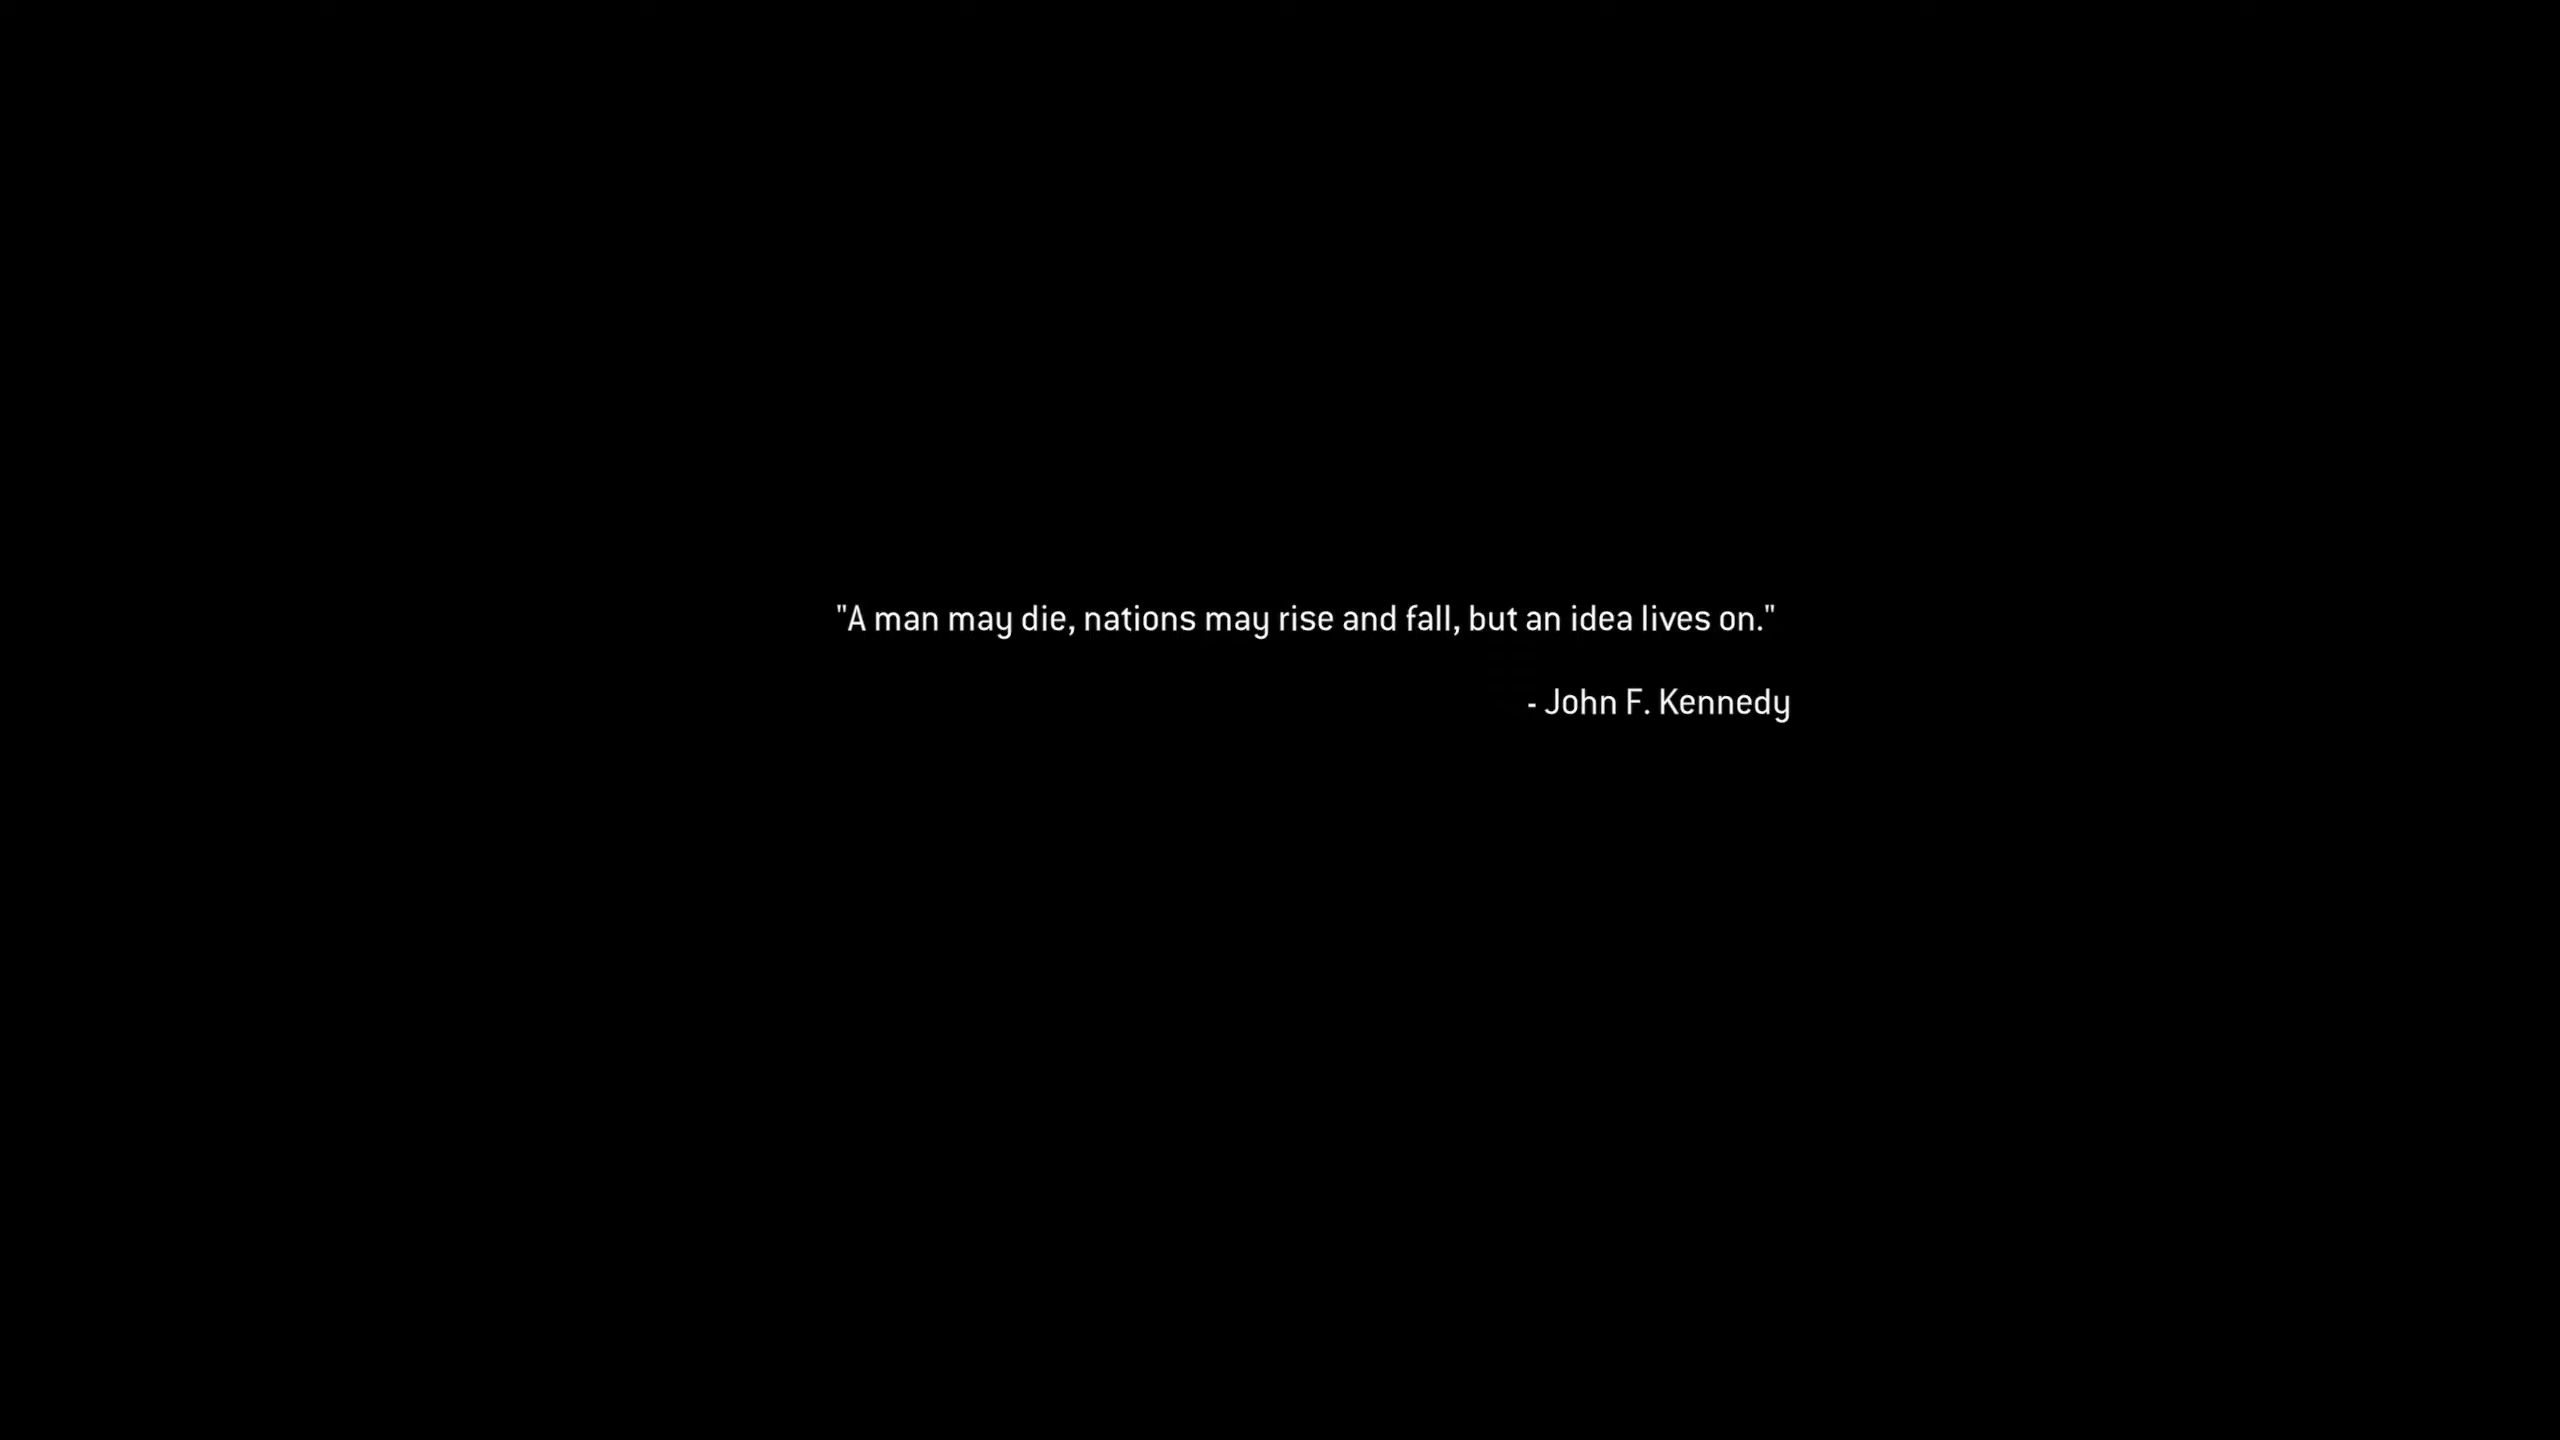 "A man may die, nations may rise and fall, but an idea lives on."
- John F. Kennedy